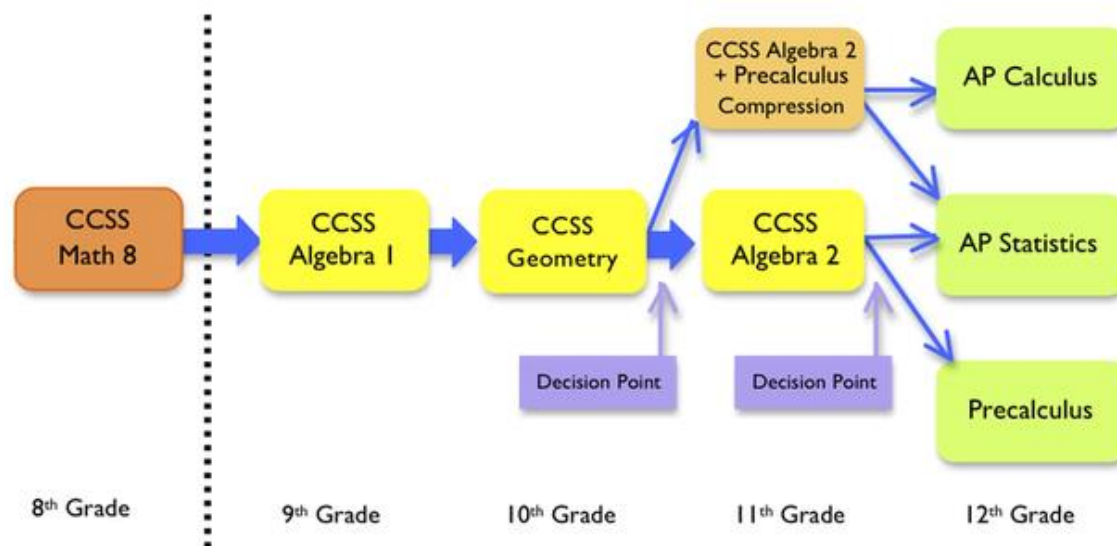 CCSS Algebra 2
+ Precalculus
Compression
AP Calculus
CCSS
Math 8
CCSS
Algebra 1
CCSS
Geometry
CCSS
Algebra 2
AP Statistics
Decision Point
Decision Point
Precalculus
8th Grade
9th Grade
10th Grade
11th Grade
12th Grade